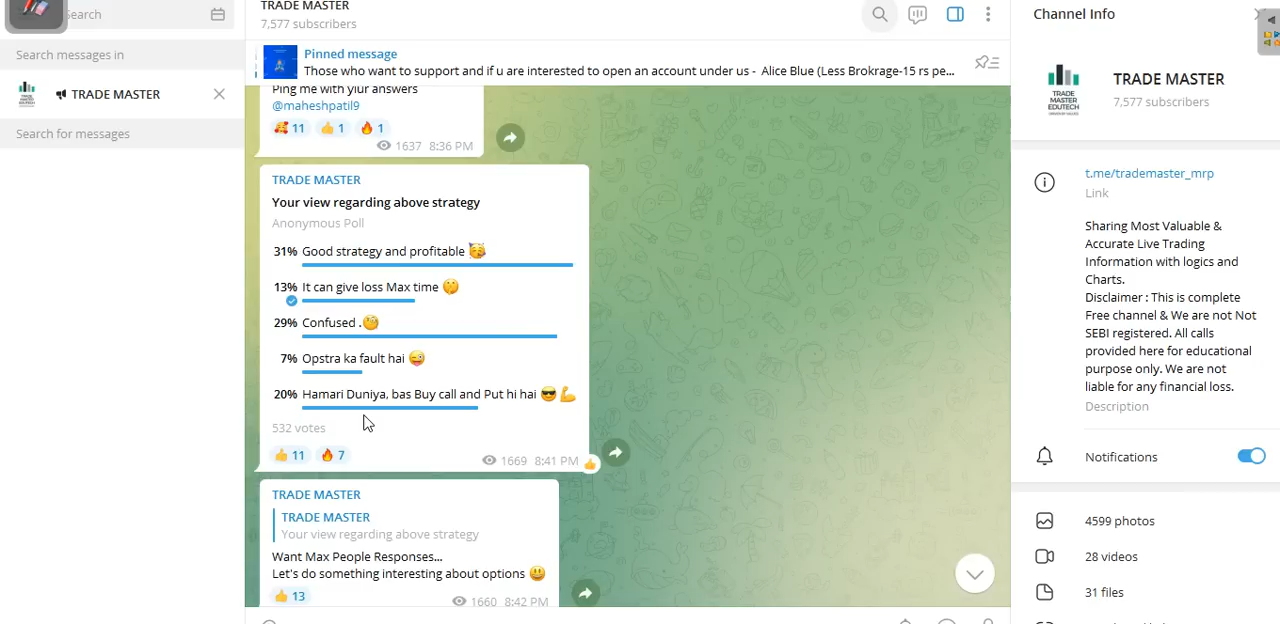 Search
Search messages in
TRADE MASTER
Search for messages
TRADE MASTER
7,577 subscribers
Pinned message
Those who want to support and if u are interested to open an account under us - Alice Blue (Less Brokrage-15 rs pe...
Ping me with yiur answers
@maheshpatil9
🥰 11 👍 1 🔥 1
1637 8:36 PM
TRADE MASTER
Your view regarding above strategy
Anonymous Poll
31% Good strategy and profitable 🥳
13% It can give loss Max time 🤫
29% Confused .🧐
7% Opstra ka fault hai 😜
20% Hamari Duniya, bas Buy call and Put hi hai 😎💪
532 votes
👍 11 🔥 7
1669 8:41 PM
TRADE MASTER
TRADE MASTER
Your view regarding above strategy
Want Max People Responses...
Let's do something interesting about options 😃
👍 13
1660 8:42 PM
Channel Info
TRADE MASTER EDUTECH
TRADE MASTER
7,577 subscribers
t.me/trademaster_mrp
Link
Sharing Most Valuable &
Accurate Live Trading
Information with logics and
Charts.
Disclaimer : This is complete
Free channel & We are not Not
SEBI registered. All calls
provided here for educational
purpose only. We are not
liable for any financial loss.
Description
Notifications
4599 photos
28 videos
31 files